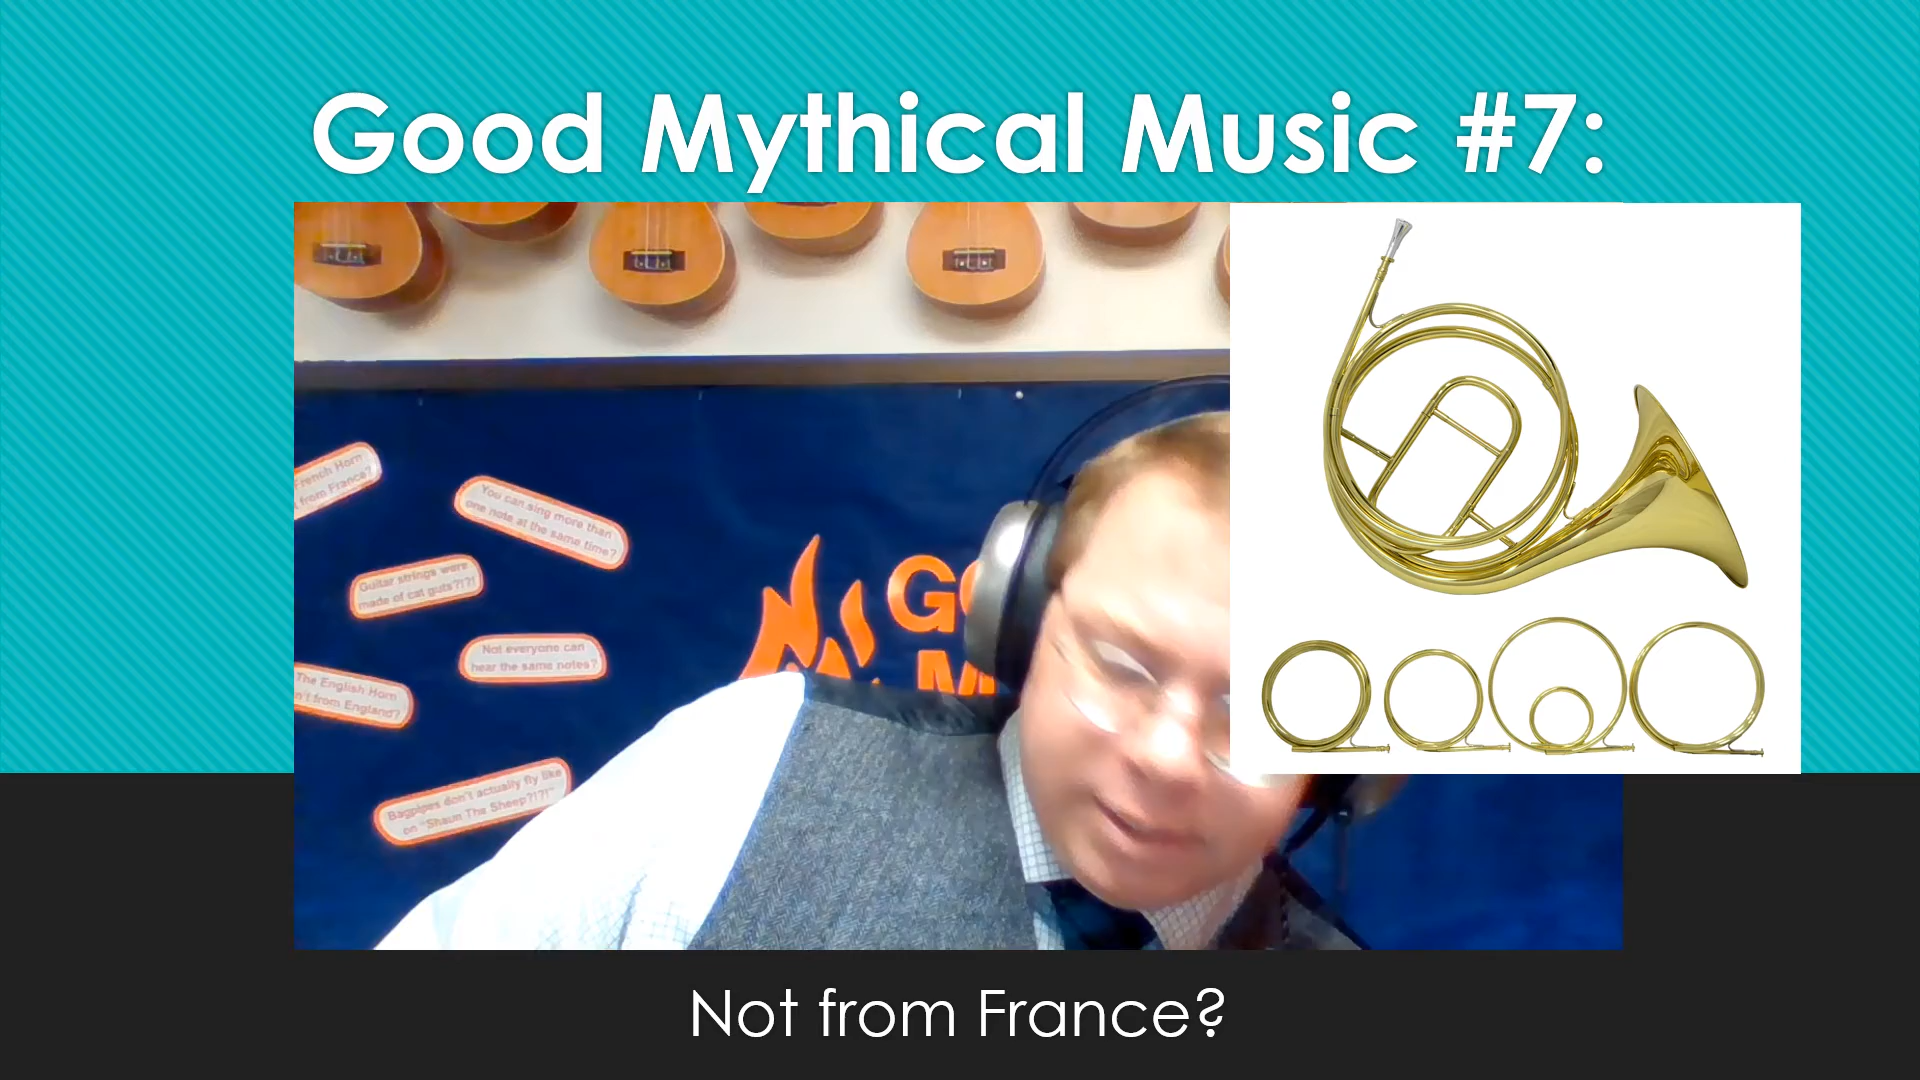 Good Mythical Music #7:
French Horn
from France?
You can sing more than
one note at the same time?
Guitar strings were
made of cat guts?!?!
Not everyone can
hear the same notes?
The English Horn
n't from England?
Bagpipes don't actually fly like
on "Shaun The Sheep?!?!"
Not from France?